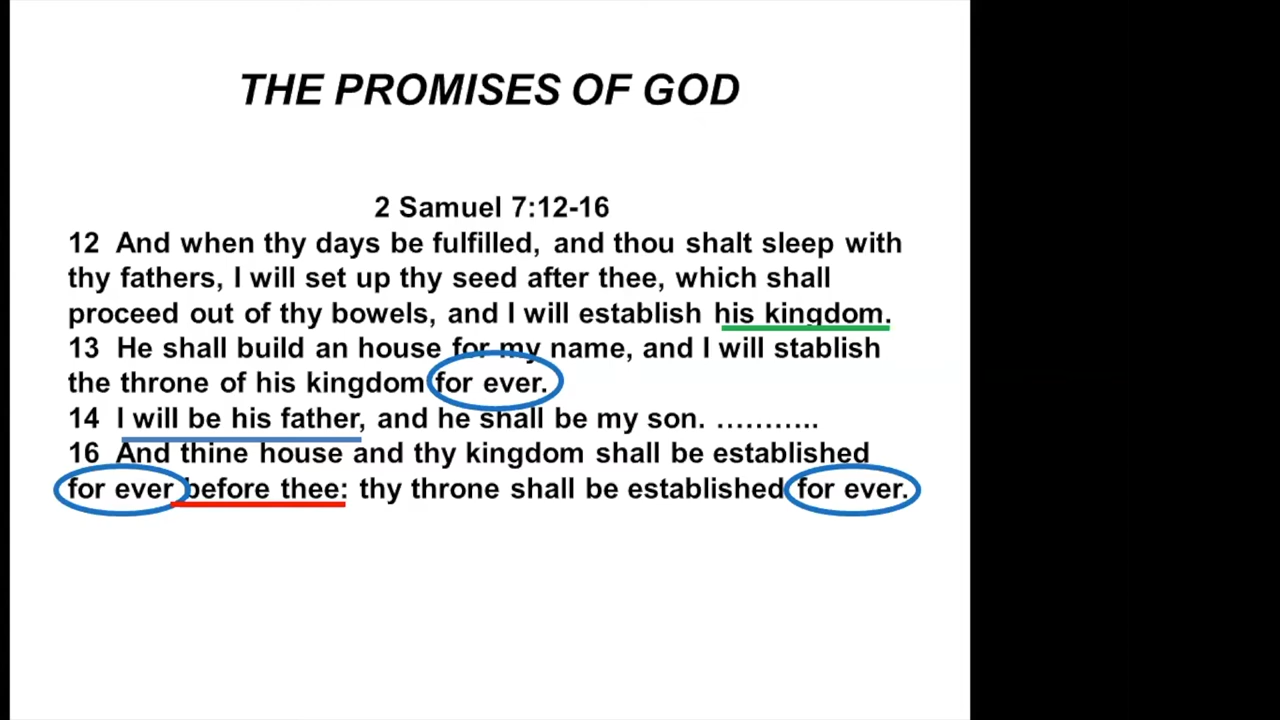 THE PROMISES OF GOD
2 Samuel 7:12-16
12 And when thy days be fulfilled, and thou shalt sleep with
thy fathers, I will set up thy seed after thee, which shall
proceed out of thy bowels, and I will establish his kingdom.
13 He shall build an house for my name, and I will stablish
the throne of his kingdom for ever.
14 I will be his father, and he shall be my son. ………..
16 And thine house and thy kingdom shall be established
for ever before thee: thy throne shall be established for ever.